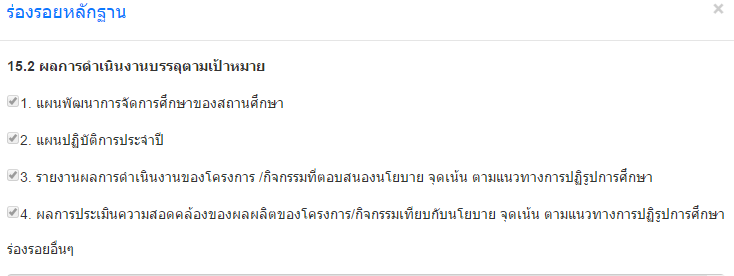 ร่องรอยหลักฐาน ×
15.2 ผลการดำเนินงานบรรลุตามเป้าหมาย
1. แผนพัฒนาการจัดการศึกษาของสถานศึกษา
2. แผนปฏิบัติการประจำปี
3. รายงานผลการดำเนินงานของโครงการ /กิจกรรมที่ตอบสนองนโยบาย จุดเน้น ตามแนวทางการปฏิรูปการศึกษา
4. ผลการประเมินความสอดคล้องของผลผลิตของโครงการ/กิจกรรมเทียบกับนโยบาย จุดเน้น ตามแนวทางการปฏิรูปการศึกษา
ร่องรอยอื่นๆ